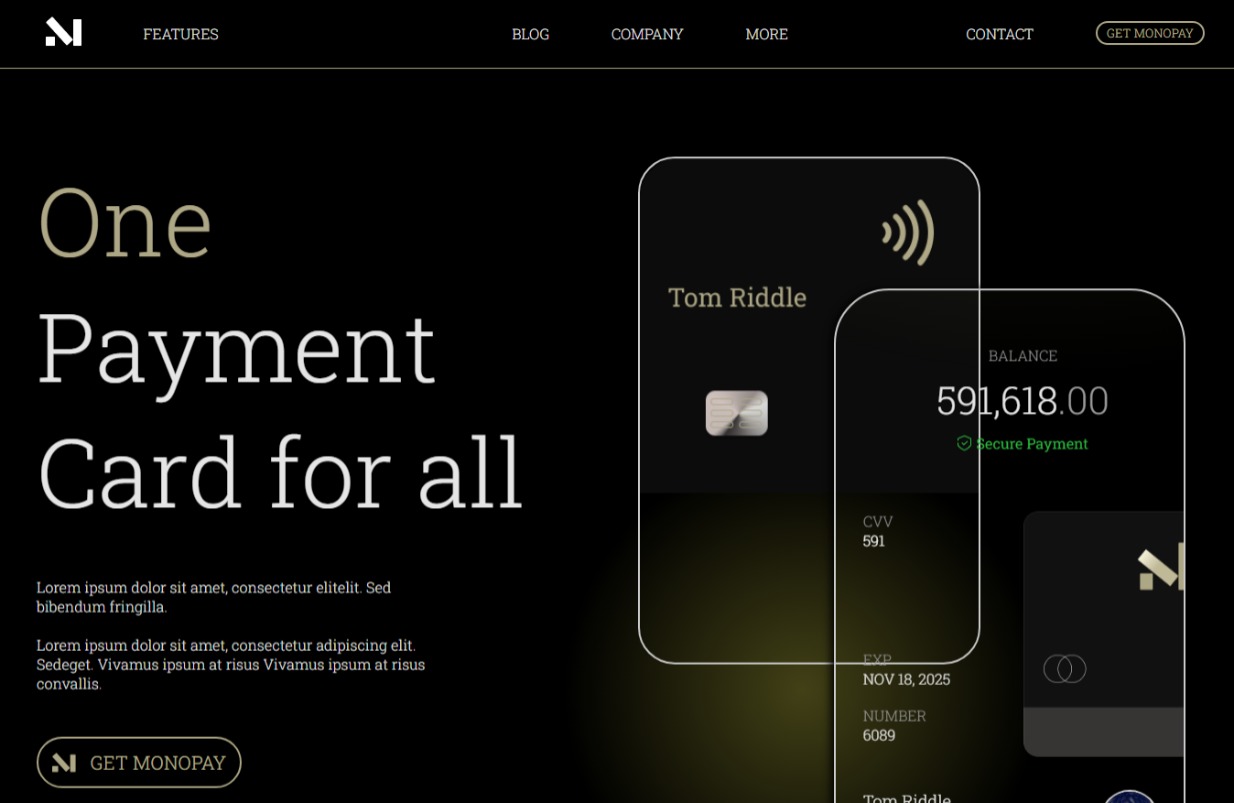 FEATURES
BLOG
COMPANY
MORE
CONTACT
GET MONOPAY
One
Payment
Card for all
Lorem ipsum dolor sit amet, consectetur elitelit. Sed
bibendum fringilla.
Lorem ipsum dolor sit amet, consectetur adipiscing elit.
Sedeget. Vivamus ipsum at risus Vivamus ipsum at risus
convallis.
GET MONOPAY
Tom Riddle
BALANCE
591,618.00
Secure Payment
CVV
591
EXP
NOV 18, 2025
NUMBER
6089
Tom Riddle